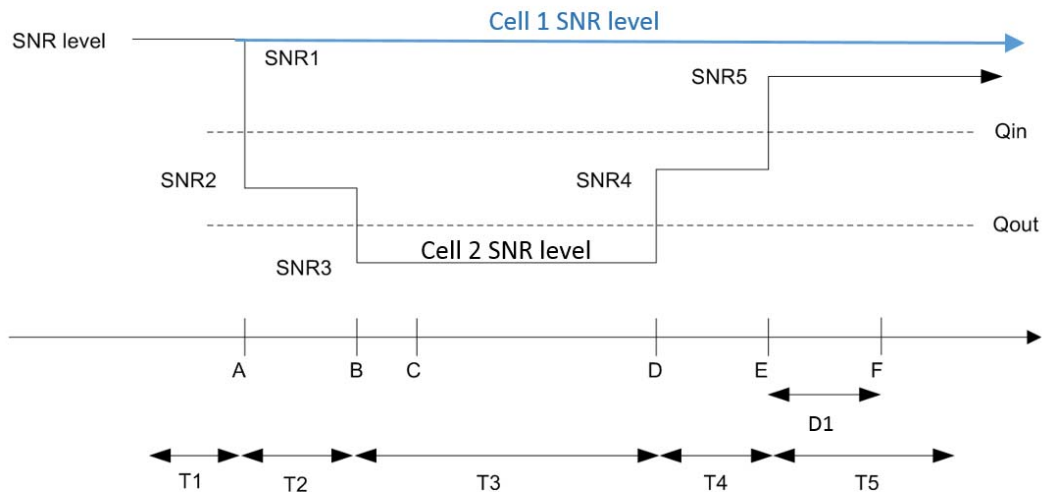 Cell 1 SNR level
SNR level
SNR1
SNR5
Qin
SNR2
SNR4
Qout
Cell 2 SNR level
SNR3
A B C D E F
D1
T1 T2 T3 T4 T5